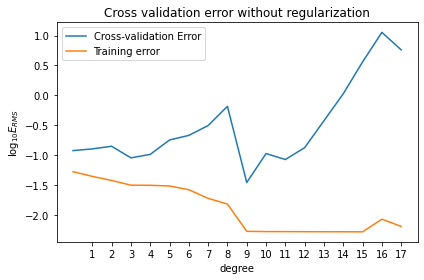 Cross validation error without regularization
Cross-validation Error
Training error
1.0
0.5
0.0
−0.5
−1.0
−1.5
−2.0
log₁₀E_RMS
1 2 3 4 5 6 7 8 9 10 11 12 13 14 15 16 17
degree